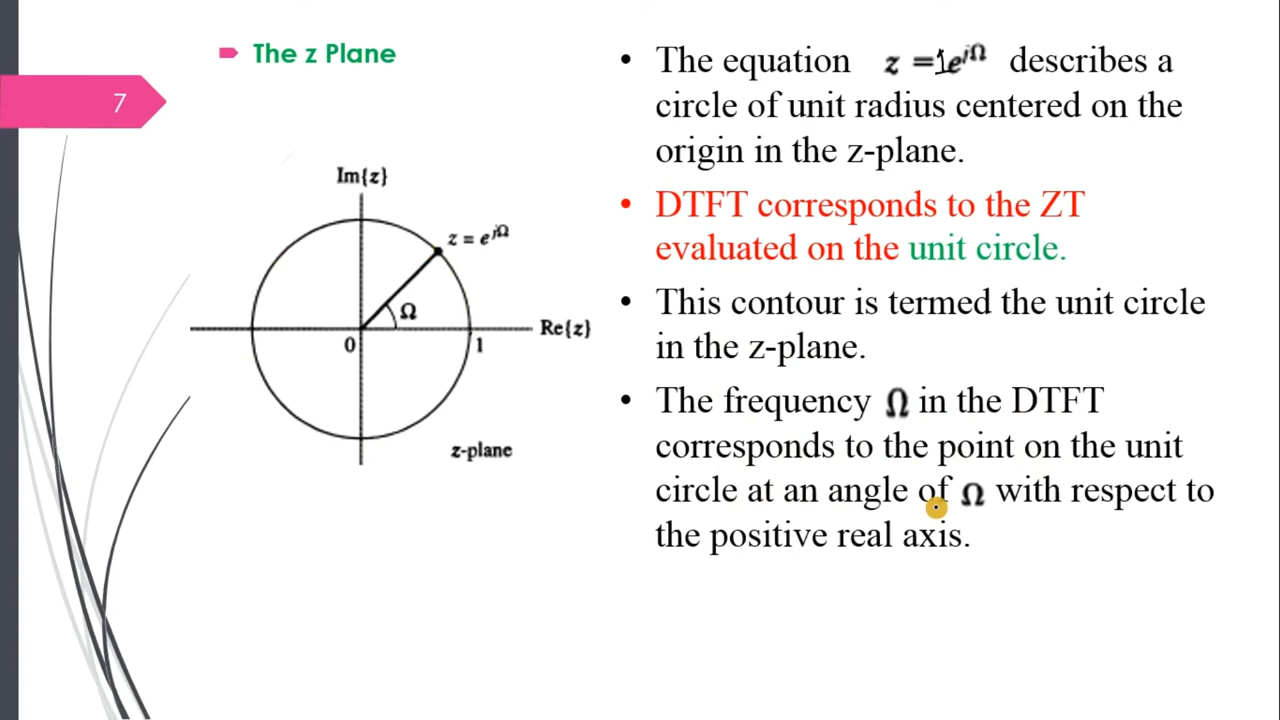 The z Plane
7
Im{z}
z = e^{jΩ}
Ω
Re{z}
0
1
z-plane
• The equation z =1e^{jΩ} describes a
circle of unit radius centered on the
origin in the z-plane.
• DTFT corresponds to the ZT
evaluated on the unit circle.
• This contour is termed the unit circle
in the z-plane.
• The frequency Ω in the DTFT
corresponds to the point on the unit
circle at an angle of Ω with respect to
the positive real axis.